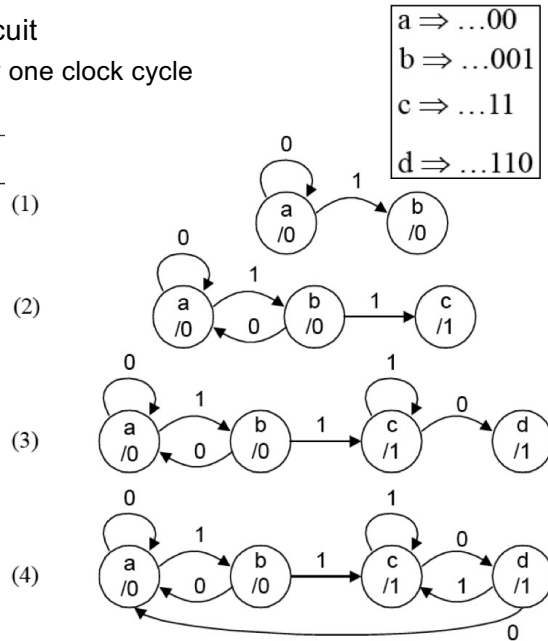 cuit
one clock cycle
a ⇒ …00
b ⇒ …001
c ⇒ …11
d ⇒ …110
(1)
0
1
a
/0
b
/0
(2)
0
1
0
1
a
/0
b
/0
c
/1
(3)
0
1
0
1
1
0
a
/0
b
/0
c
/1
d
/1
(4)
0
1
0
1
1
0
1
0
a
/0
b
/0
c
/1
d
/1